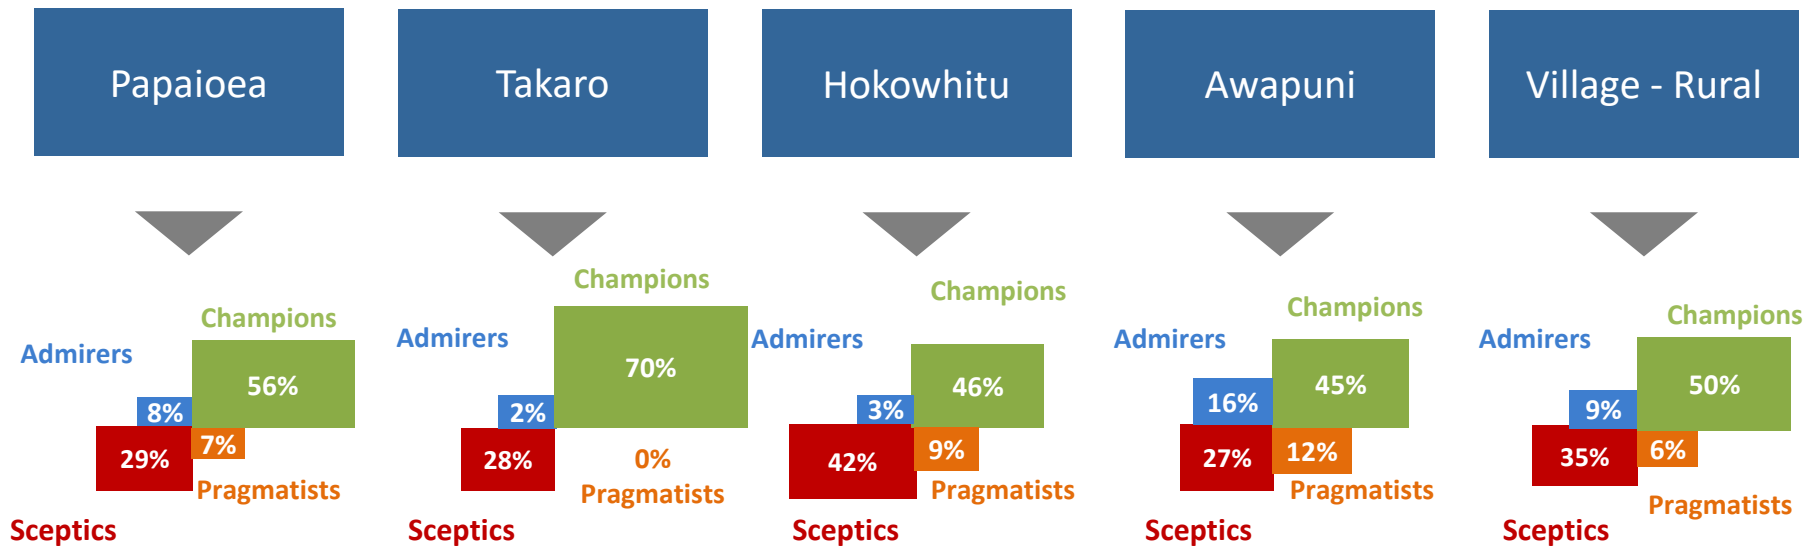 Papaioea
Takaro
Hokowhitu
Awapuni
Village - Rural
Champions
Admirers
56%
8%
29%
7%
Pragmatists
Sceptics
Champions
Admirers
70%
2%
28%
0%
Pragmatists
Sceptics
Champions
Admirers
46%
3%
42%
9%
Pragmatists
Sceptics
Champions
Admirers
45%
16%
27%
12%
Pragmatists
Sceptics
Champions
Admirers
50%
9%
35%
6%
Pragmatists
Sceptics